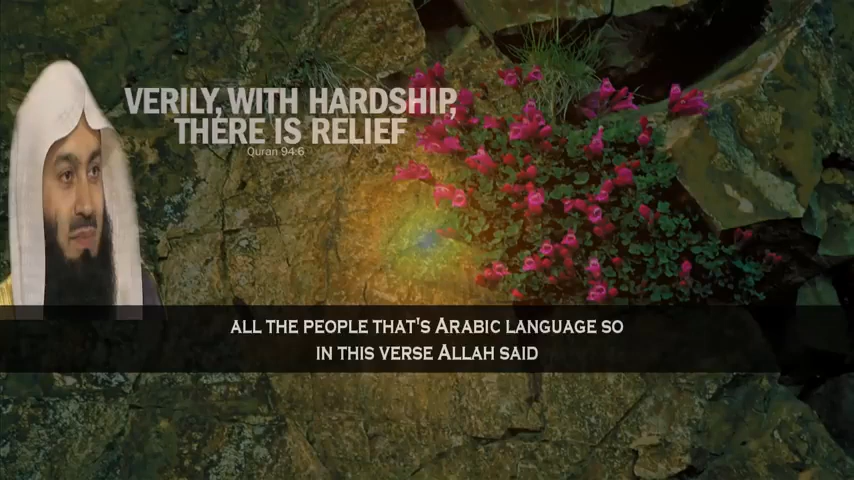 VERILY, WITH HARDSHIP,
THERE IS RELIEF
Quran 94:6
ALL THE PEOPLE THAT'S ARABIC LANGUAGE SO
IN THIS VERSE ALLAH SAID